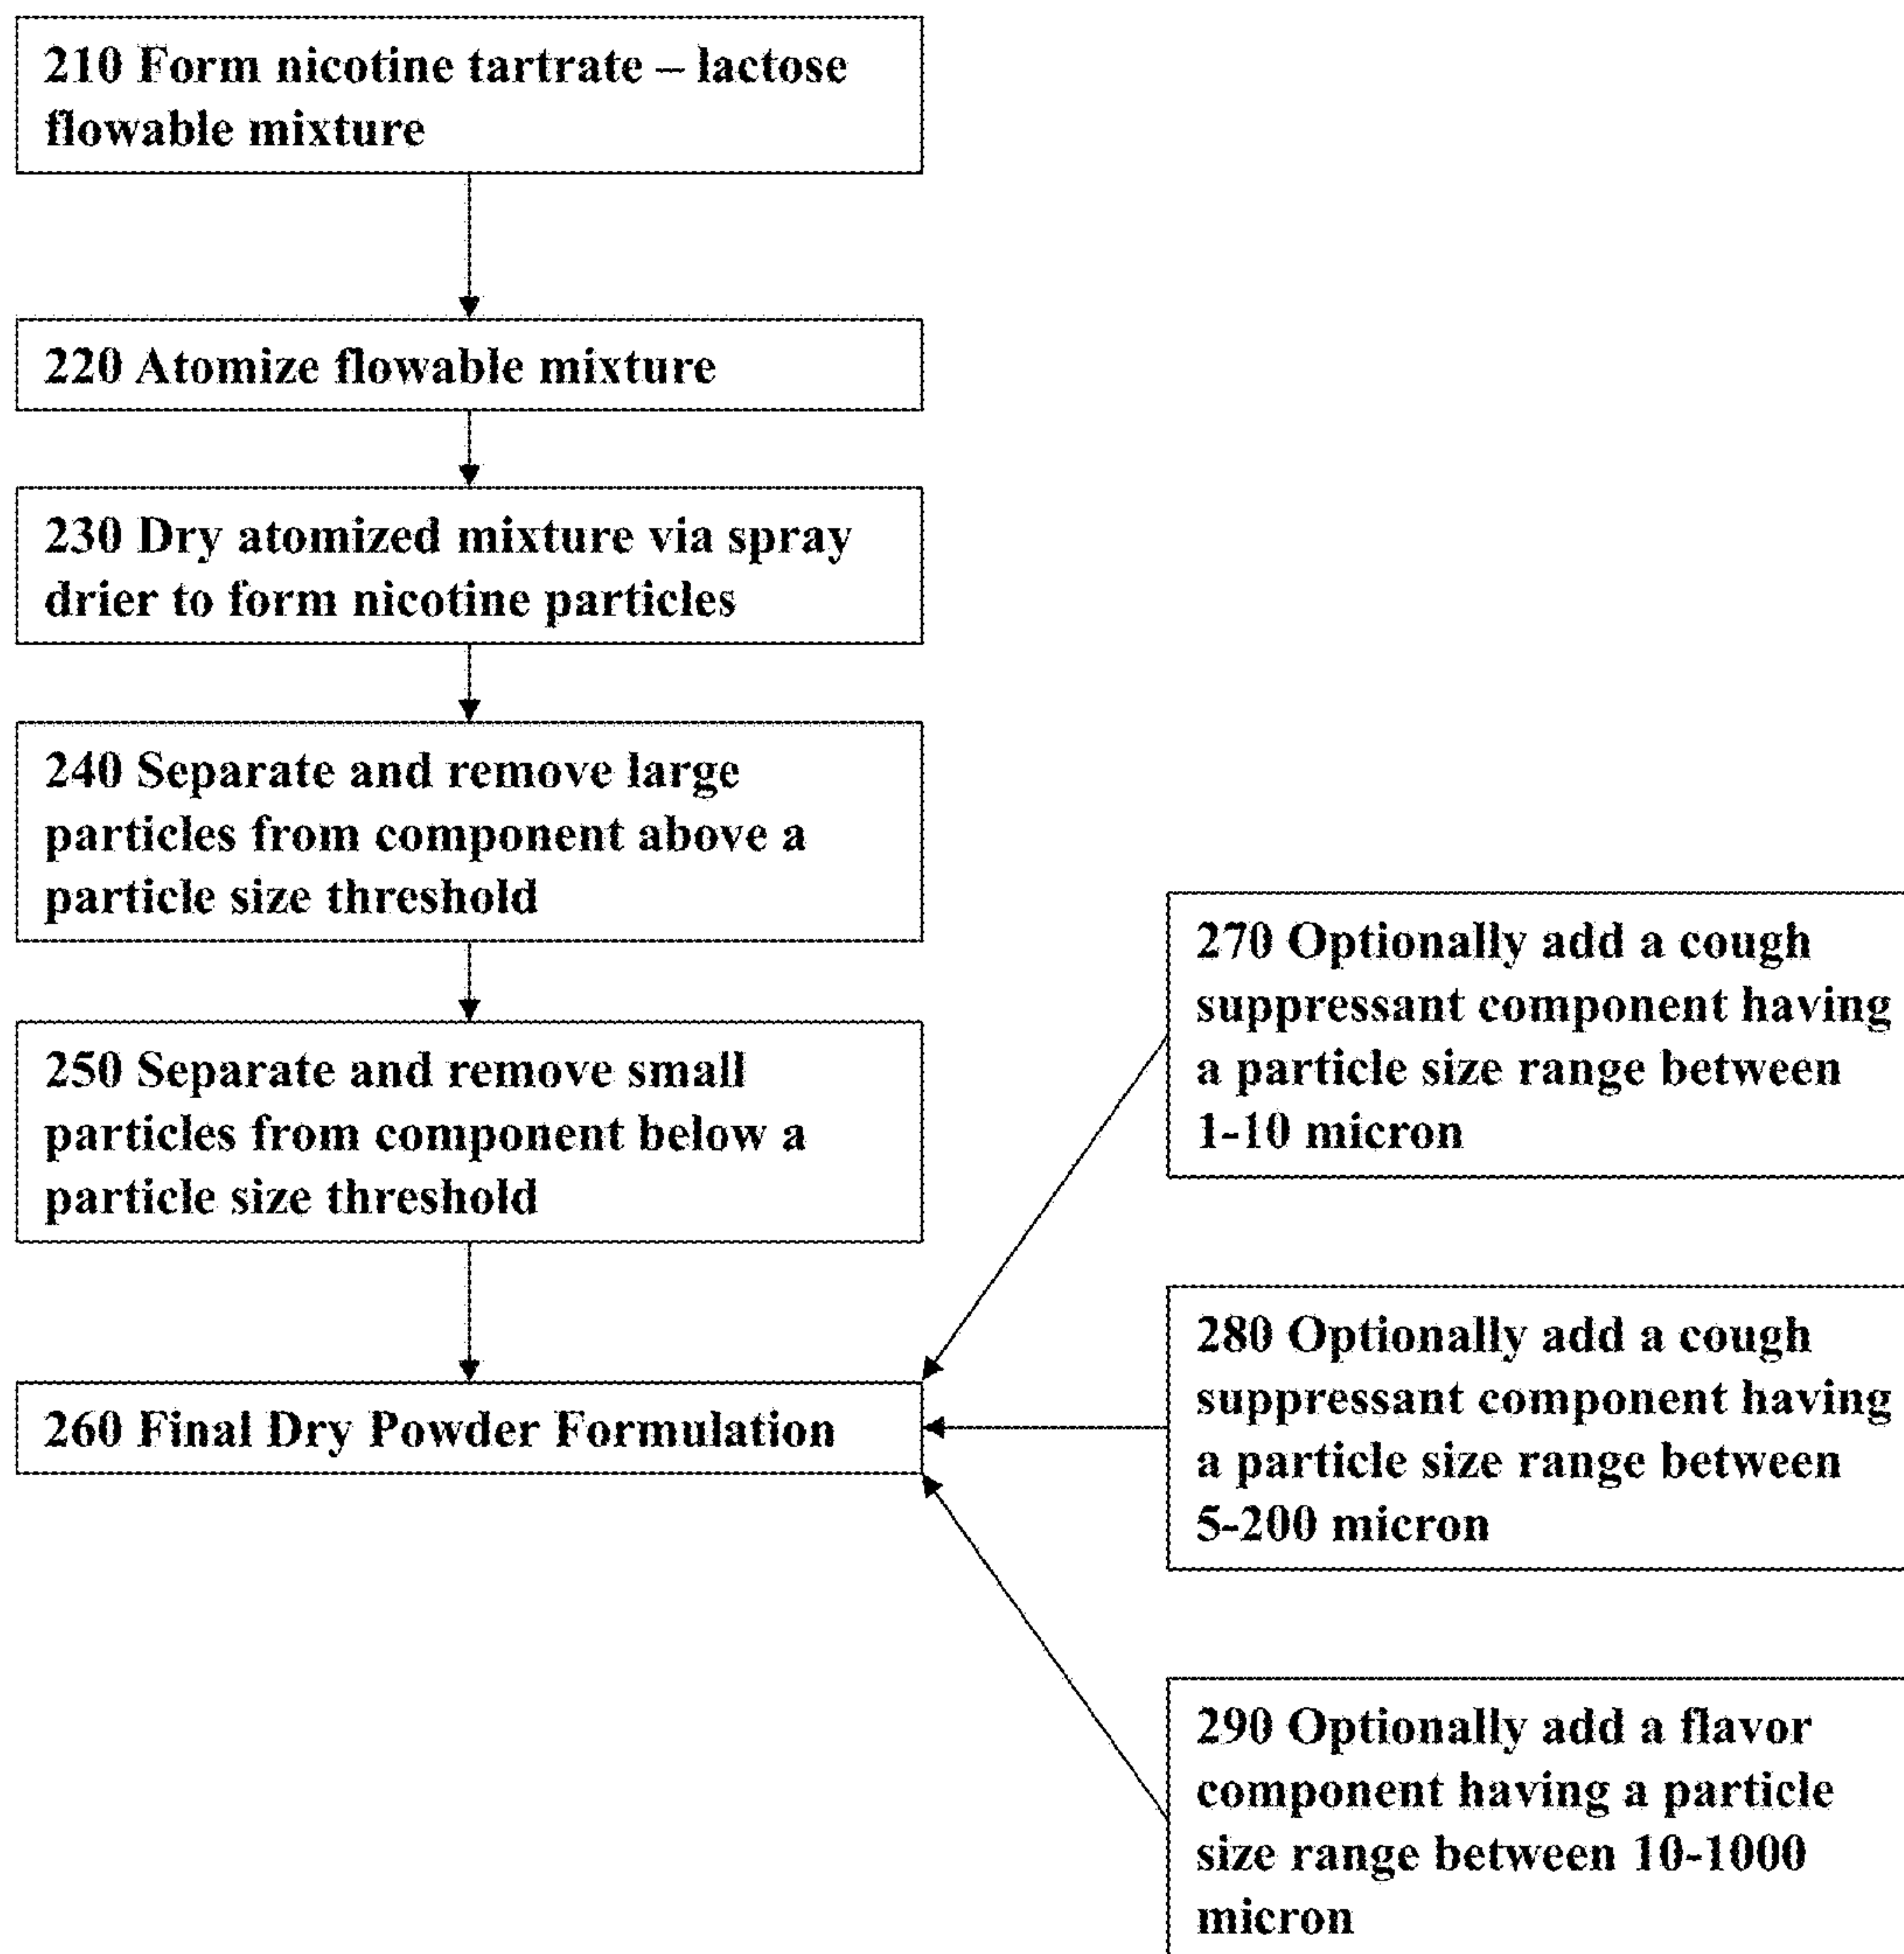 210 Form nicotine tartrate – lactose
flowable mixture
220 Atomize flowable mixture
230 Dry atomized mixture via spray
drier to form nicotine particles
240 Separate and remove large
particles from component above a
particle size threshold
250 Separate and remove small
particles from component below a
particle size threshold
260 Final Dry Powder Formulation
270 Optionally add a cough
suppressant component having
a particle size range between
1-10 micron
280 Optionally add a cough
suppressant component having
a particle size range between
5-200 micron
290 Optionally add a flavor
component having a particle
size range between 10-1000
micron